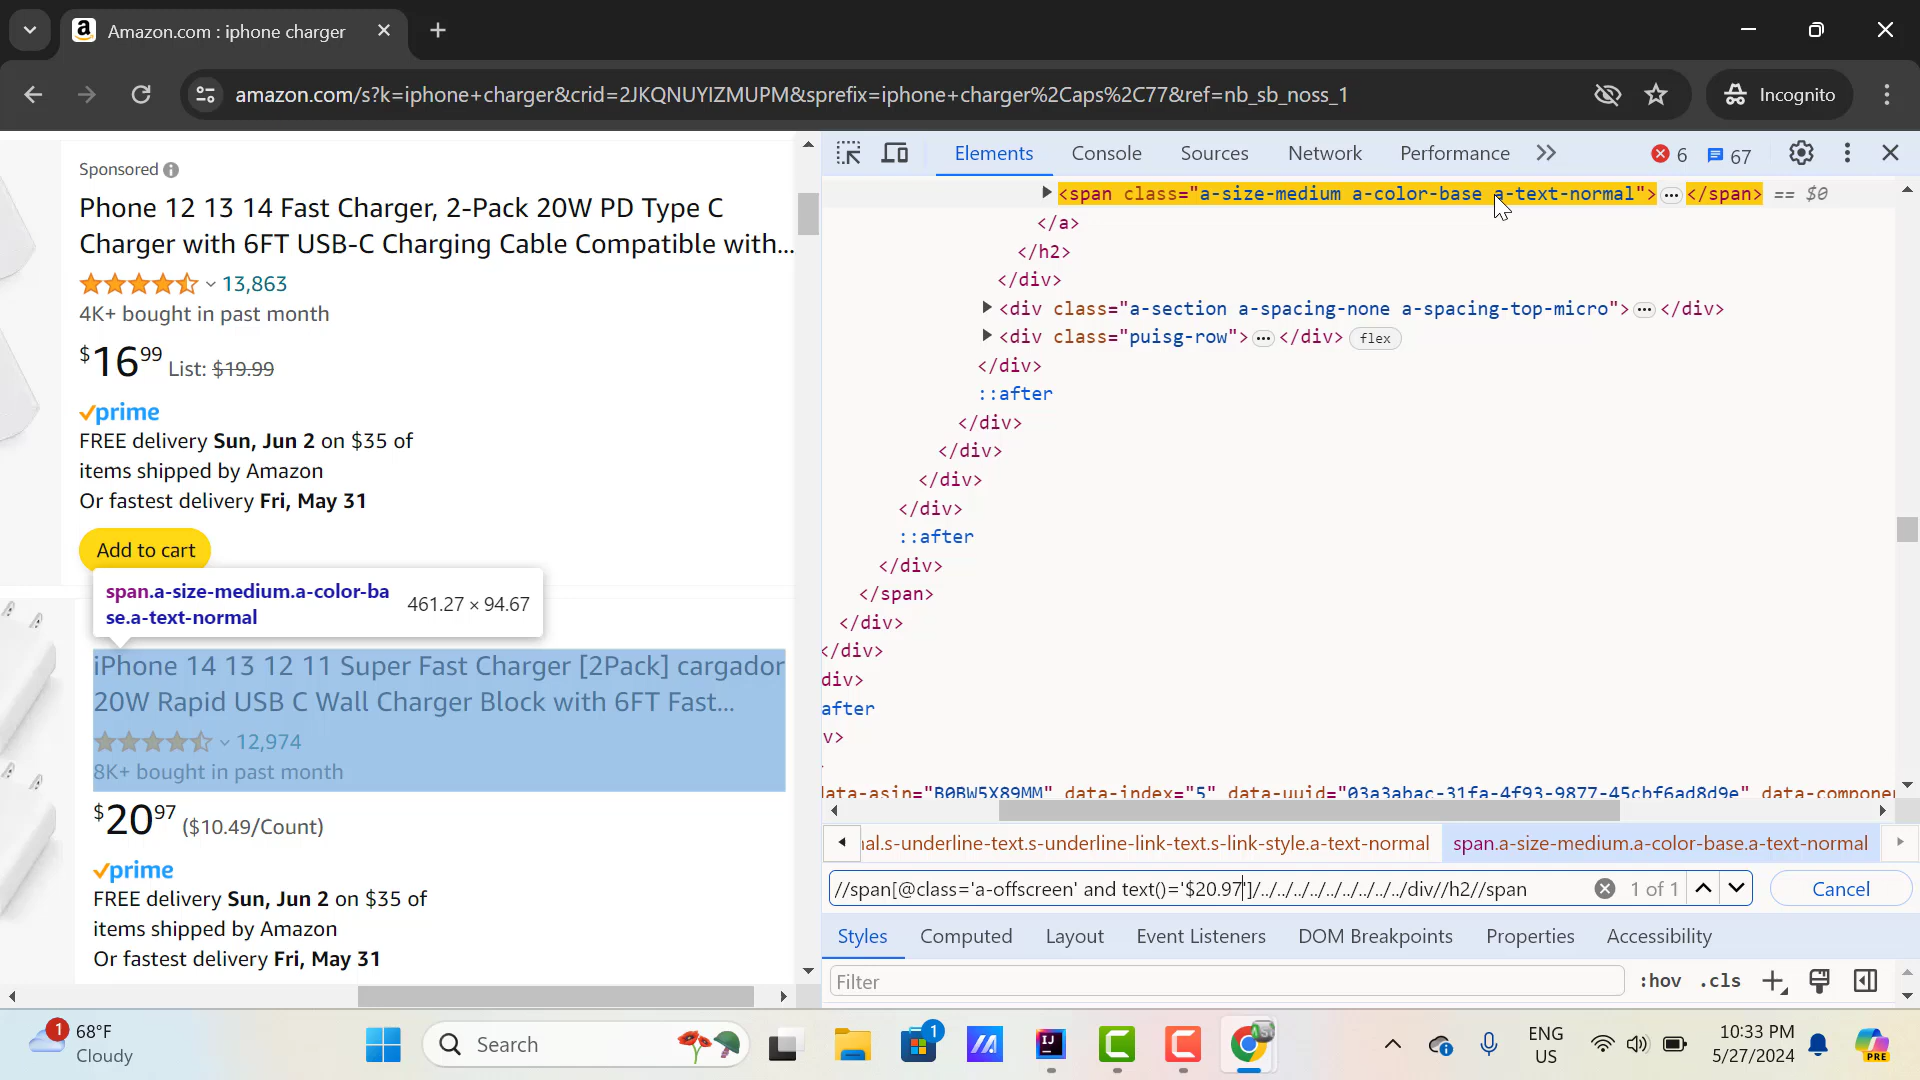 Amazon.com : iphone charger
amazon.com/s?k=iphone+charger&crid=2JKQNUYIZMUPM&sprefix=iphone+charger%2Caps%2C77&ref=nb_sb_noss_1
Incognito
Sponsored
Phone 12 13 14 Fast Charger, 2-Pack 20W PD Type C
Charger with 6FT USB-C Charging Cable Compatible with...
13,863
4K+ bought in past month
$1699 List: $19.99
prime
FREE delivery Sun, Jun 2 on $35 of
items shipped by Amazon
Or fastest delivery Fri, May 31
Add to cart
span.a-size-medium.a-color-ba
se.a-text-normal
461.27 × 94.67
iPhone 14 13 12 11 Super Fast Charger [2Pack] cargador
20W Rapid USB C Wall Charger Block with 6FT Fast...
12,974
8K+ bought in past month
$2097 ($10.49/Count)
prime
FREE delivery Sun, Jun 2 on $35 of
items shipped by Amazon
Or fastest delivery Fri, May 31
Elements Console Sources Network Performance 6 67
<span class="a-size-medium a-color-base a-text-normal"> … </span> == $0
</a>
</h2>
</div>
<div class="a-section a-spacing-none a-spacing-top-micro"> … </div>
<div class="puisg-row"> … </div> flex
</div>
::after
</div>
</div>
</div>
</div>
::after
</div>
</span>
</div>
</div>
div>
after
v>
data-asin="B0BW5X89MM" data-index="5" data-uuid="03a3abac-31fa-4f93-9877-45cbf6ad8d9e" data-componen
al.s-underline-text.s-underline-link-text.s-link-style.a-text-normal span.a-size-medium.a-color-base.a-text-normal
//span[@class='a-offscreen' and text()='$20.97']/../../../../../../../../../div//h2//span 1 of 1 Cancel
Styles Computed Layout Event Listeners DOM Breakpoints Properties Accessibility
Filter :hov .cls
1 68°F
Cloudy
Search
1
IJ
ENG
US
10:33 PM
5/27/2024
PRE